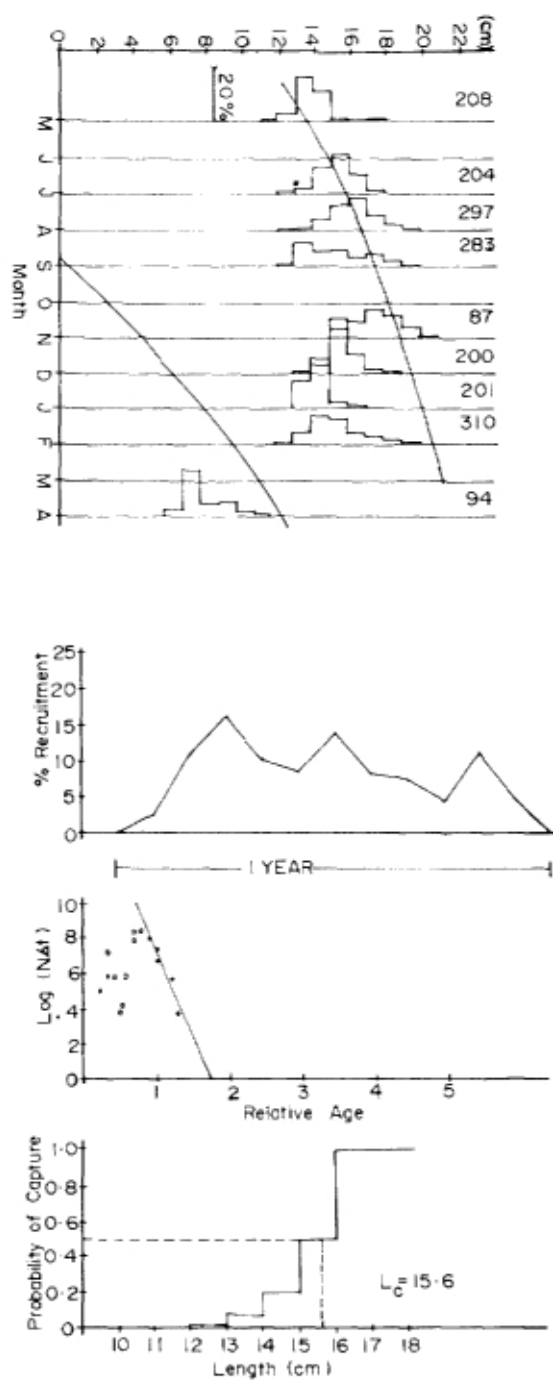 (cm)
22
20
18
16
14
12
10
8
6
4
2
0
20%
208
204
297
283
87
200
201
310
94
M
J
J
A
S
O
N
D
J
F
M
A
Month
% Recruitment
25
20
15
10
5
0
1 YEAR
Log (N/Δt)
10
8
6
4
2
0
1 2 3 4 5
Relative Age
Probability of Capture
1·0
0·8
0·6
0·4
0·2
0
Lc=15·6
10 11 12 13 14 15 16 17 18
Length (cm)